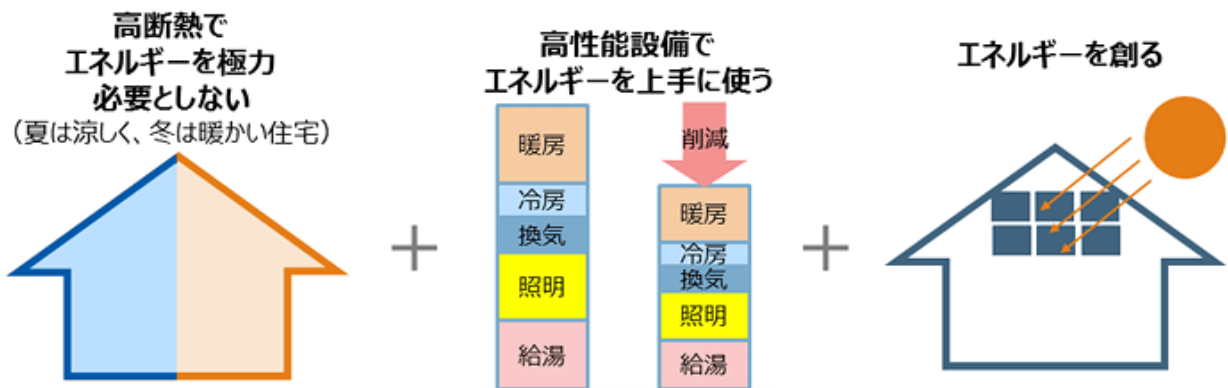 高断熱で
エネルギーを極力
必要としない
（夏は涼しく、冬は暖かい住宅）
高性能設備で
エネルギーを上手に使う
暖房
冷房
換気
照明
給湯
削減
暖房
冷房
換気
照明
給湯
エネルギーを創る